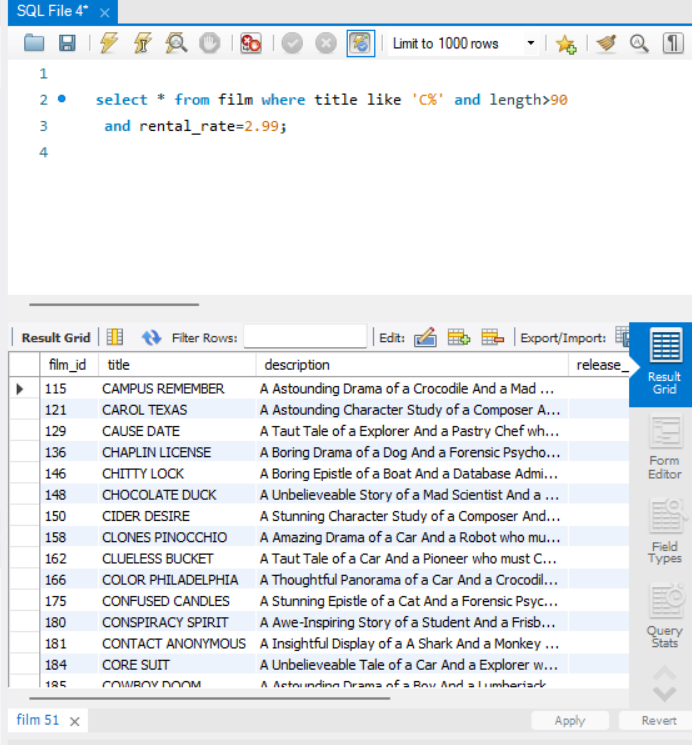 SQL File 4*
Limit to 1000 rows
1
2 select * from film where title like 'C%' and length>90
3 and rental_rate=2.99;
4
Result Grid Filter Rows: Edit: Export/Import:
film_id title description release_
115 CAMPUS REMEMBER A Astounding Drama of a Crocodile And a Mad ...
121 CAROL TEXAS A Astounding Character Study of a Composer A...
129 CAUSE DATE A Taut Tale of a Explorer And a Pastry Chef wh...
136 CHAPLIN LICENSE A Boring Drama of a Dog And a Forensic Psycho...
146 CHITTY LOCK A Boring Epistle of a Boat And a Database Admi...
148 CHOCOLATE DUCK A Unbelieveable Story of a Mad Scientist And a ...
150 CIDER DESIRE A Stunning Character Study of a Composer And...
158 CLONES PINOCCHIO A Amazing Drama of a Car And a Robot who mu...
162 CLUELESS BUCKET A Taut Tale of a Car And a Pioneer who must C...
166 COLOR PHILADELPHIA A Thoughtful Panorama of a Car And a Crocodil...
175 CONFUSED CANDLES A Stunning Epistle of a Cat And a Forensic Psyc...
180 CONSPIRACY SPIRIT A Awe-Inspiring Story of a Student And a Frisb...
181 CONTACT ANONYMOUS A Insightful Display of a A Shark And a Monkey ...
184 CORE SUIT A Unbelieveable Tale of a Car And a Explorer w...
185 COWBOY DOOM A Astounding Drama of a Boy And a Lumberjack
Result
Grid
Form
Editor
Field
Types
Query
Stats
film 51 Apply Revert